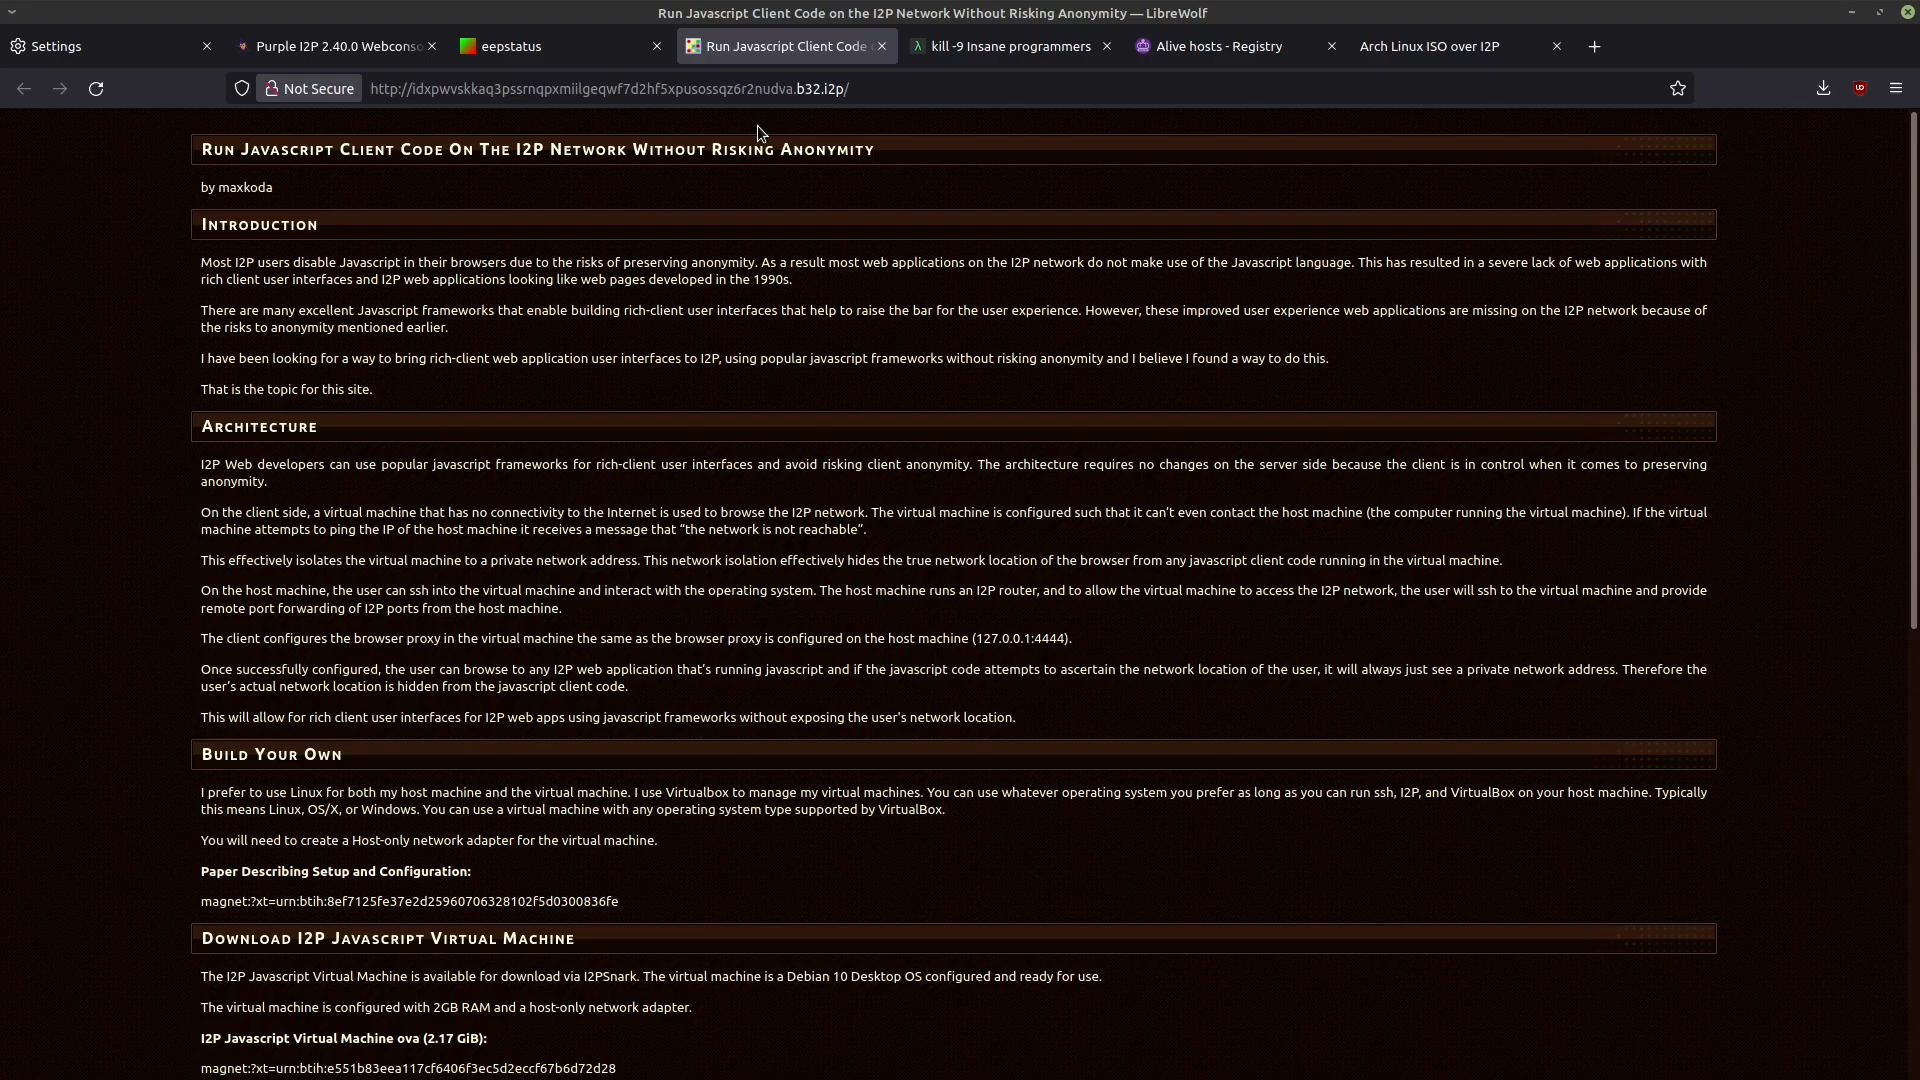 Run Javascript Client Code on the I2P Network Without Risking Anonymity — LibreWolf
Settings
Purple I2P 2.40.0 Webconso
eepstatus
Run Javascript Client Code
kill -9 Insane programmers
Alive hosts - Registry
Arch Linux ISO over I2P
Not Secure
http://idxpwvskkaq3pssrnqpxmiilgeqwf7d2hf5xpusossqz6r2nudva.b32.i2p/
Run Javascript Client Code On The I2P Network Without Risking Anonymity
by maxkoda
Introduction
Most I2P users disable Javascript in their browsers due to the risks of preserving anonymity. As a result most web applications on the I2P network do not make use of the Javascript language. This has resulted in a severe lack of web applications with
rich client user interfaces and I2P web applications looking like web pages developed in the 1990s.
There are many excellent Javascript frameworks that enable building rich-client user interfaces that help to raise the bar for the user experience. However, these improved user experience web applications are missing on the I2P network because of
the risks to anonymity mentioned earlier.
I have been looking for a way to bring rich-client web application user interfaces to I2P, using popular javascript frameworks without risking anonymity and I believe I found a way to do this.
That is the topic for this site.
Architecture
I2P Web developers can use popular javascript frameworks for rich-client user interfaces and avoid risking client anonymity. The architecture requires no changes on the server side because the client is in control when it comes to preserving
anonymity.
On the client side, a virtual machine that has no connectivity to the Internet is used to browse the I2P network. The virtual machine is configured such that it can't even contact the host machine (the computer running the virtual machine). If the virtual
machine attempts to ping the IP of the host machine it receives a message that “the network is not reachable”.
This effectively isolates the virtual machine to a private network address. This network isolation effectively hides the true network location of the browser from any javascript client code running in the virtual machine.
On the host machine, the user can ssh into the virtual machine and interact with the operating system. The host machine runs an I2P router, and to allow the virtual machine to access the I2P network, the user will ssh to the virtual machine and provide
remote port forwarding of I2P ports from the host machine.
The client configures the browser proxy in the virtual machine the same as the browser proxy is configured on the host machine (127.0.0.1:4444).
Once successfully configured, the user can browse to any I2P web application that's running javascript and if the javascript code attempts to ascertain the network location of the user, it will always just see a private network address. Therefore the
user's actual network location is hidden from the javascript client code.
This will allow for rich client user interfaces for I2P web apps using javascript frameworks without exposing the user's network location.
Build Your Own
I prefer to use Linux for both my host machine and the virtual machine. I use Virtualbox to manage my virtual machines. You can use whatever operating system you prefer as long as you can run ssh, I2P, and VirtualBox on your host machine. Typically
this means Linux, OS/X, or Windows. You can use a virtual machine with any operating system type supported by VirtualBox.
You will need to create a Host-only network adapter for the virtual machine.
Paper Describing Setup and Configuration:
magnet:?xt=urn:btih:8ef7125fe37e2d25960706328102f5d0300836fe
Download I2P Javascript Virtual Machine
The I2P Javascript Virtual Machine is available for download via I2PSnark. The virtual machine is a Debian 10 Desktop OS configured and ready for use.
The virtual machine is configured with 2GB RAM and a host-only network adapter.
I2P Javascript Virtual Machine ova (2.17 GiB):
magnet:?xt=urn:btih:e551b83eea117cf6406f3ec5d2eccf67b6d72d28